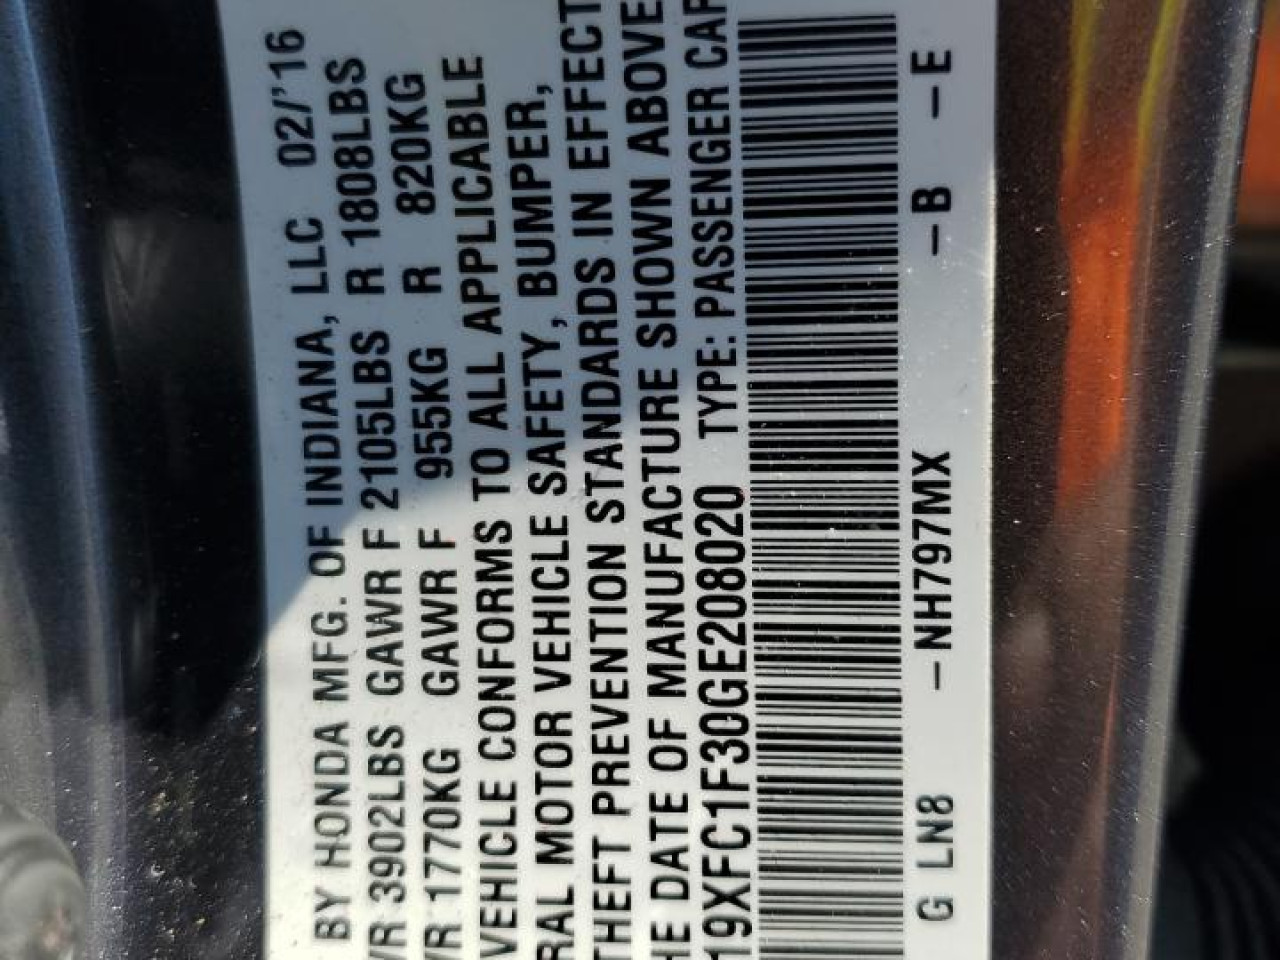 BY HONDA MFG. OF INDIANA, LLC 02/'16
VR 3902LBS GAWR F 2105LBS R 1808LBS
VR 1770KG GAWR F 955KG R 820KG
VEHICLE CONFORMS TO ALL APPLICABLE
RAL MOTOR VEHICLE SAFETY, BUMPER,
THEFT PREVENTION STANDARDS IN EFFECT
HE DATE OF MANUFACTURE SHOWN ABOVE
19XFC1F30GE208020 TYPE: PASSENGER CAR
G LN8 –NH797MX –B –E